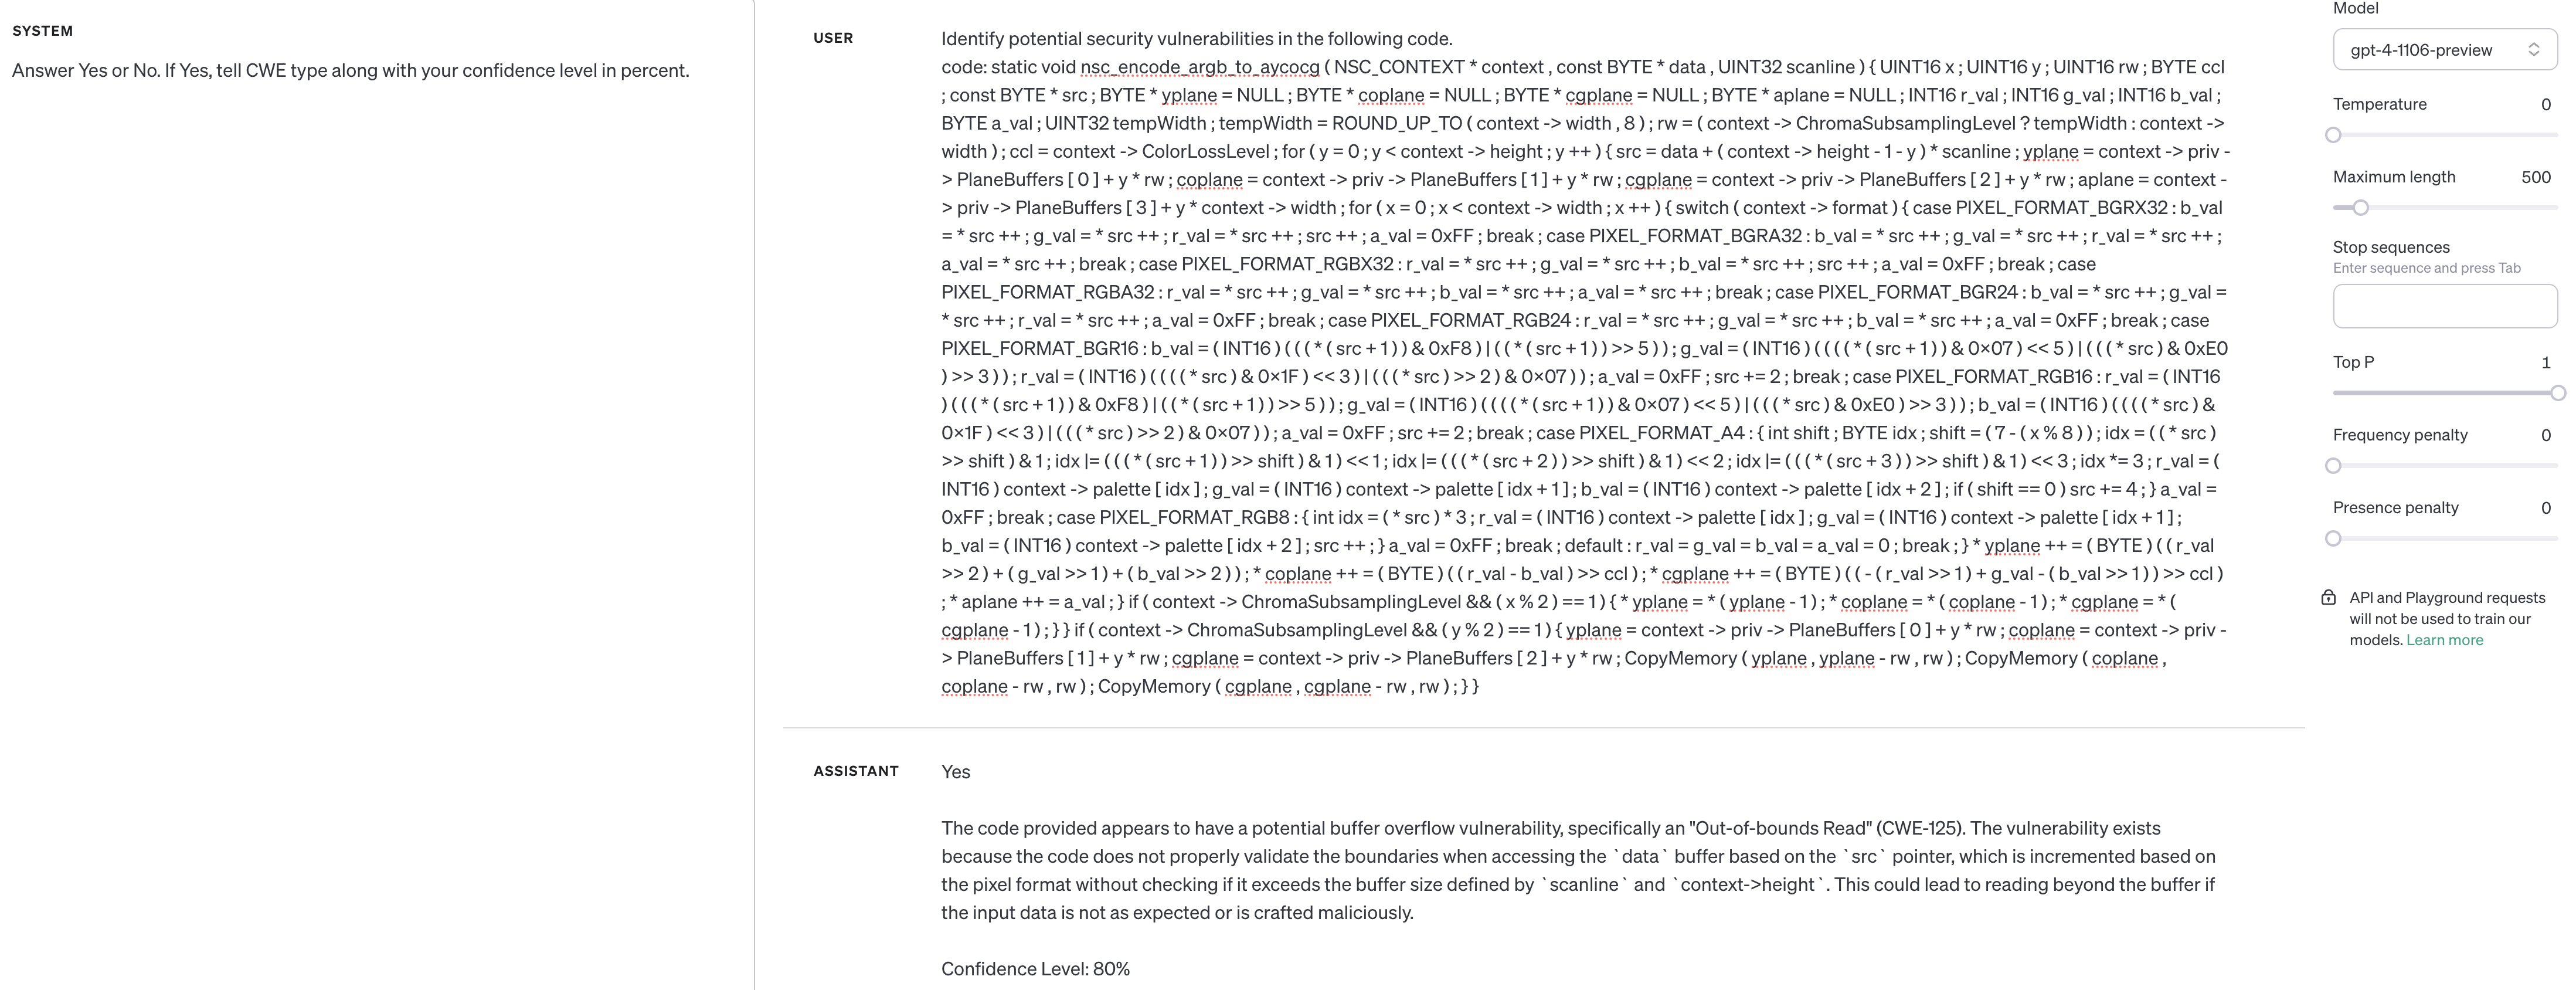 SYSTEM
Answer Yes or No. If Yes, tell CWE type along with your confidence level in percent.
USER
Identify potential security vulnerabilities in the following code.
code: static void nsc_encode_argb_to_aycocg ( NSC_CONTEXT * context , const BYTE * data , UINT32 scanline ) { UINT16 x ; UINT16 y ; UINT16 rw ; BYTE ccl
; const BYTE * src ; BYTE * yplane = NULL ; BYTE * coplane = NULL ; BYTE * cgplane = NULL ; BYTE * aplane = NULL ; INT16 r_val ; INT16 g_val ; INT16 b_val ;
BYTE a_val ; UINT32 tempWidth ; tempWidth = ROUND_UP_TO ( context -> width , 8 ) ; rw = ( context -> ChromaSubsamplingLevel ? tempWidth : context ->
width ) ; ccl = context -> ColorLossLevel ; for ( y = 0 ; y < context -> height ; y ++ ) { src = data + ( context -> height - 1 - y ) * scanline ; yplane = context -> priv -
> PlaneBuffers [ 0 ] + y * rw ; coplane = context -> priv -> PlaneBuffers [ 1 ] + y * rw ; cgplane = context -> priv -> PlaneBuffers [ 2 ] + y * rw ; aplane = context -
> priv -> PlaneBuffers [ 3 ] + y * context -> width ; for ( x = 0 ; x < context -> width ; x ++ ) { switch ( context -> format ) { case PIXEL_FORMAT_BGRX32 : b_val
= * src ++ ; g_val = * src ++ ; r_val = * src ++ ; src ++ ; a_val = 0xFF ; break ; case PIXEL_FORMAT_BGRA32 : b_val = * src ++ ; g_val = * src ++ ; r_val = * src ++ ;
a_val = * src ++ ; break ; case PIXEL_FORMAT_RGBX32 : r_val = * src ++ ; g_val = * src ++ ; b_val = * src ++ ; src ++ ; a_val = 0xFF ; break ; case
PIXEL_FORMAT_RGBA32 : r_val = * src ++ ; g_val = * src ++ ; b_val = * src ++ ; a_val = * src ++ ; break ; case PIXEL_FORMAT_BGR24 : b_val = * src ++ ; g_val =
* src ++ ; r_val = * src ++ ; a_val = 0xFF ; break ; case PIXEL_FORMAT_RGB24 : r_val = * src ++ ; g_val = * src ++ ; b_val = * src ++ ; a_val = 0xFF ; break ; case
PIXEL_FORMAT_BGR16 : b_val = ( INT16 ) ( ( ( * ( src + 1 ) ) & 0xF8 ) | ( ( * ( src + 1 ) ) >> 5 ) ) ; g_val = ( INT16 ) ( ( ( ( * ( src + 1 ) ) & 0x07 ) << 5 ) | ( ( ( * src ) & 0xE0
) >> 3 ) ) ; r_val = ( INT16 ) ( ( ( ( * src ) & 0x1F ) << 3 ) | ( ( ( * src ) >> 2 ) & 0x07 ) ) ; a_val = 0xFF ; src += 2 ; break ; case PIXEL_FORMAT_RGB16 : r_val = ( INT16
) ( ( ( * ( src + 1 ) ) & 0xF8 ) | ( ( * ( src + 1 ) ) >> 5 ) ) ; g_val = ( INT16 ) ( ( ( ( * ( src + 1 ) ) & 0x07 ) << 5 ) | ( ( ( * src ) & 0xE0 ) >> 3 ) ) ; b_val = ( INT16 ) ( ( ( ( * src ) &
0x1F ) << 3 ) | ( ( ( * src ) >> 2 ) & 0x07 ) ) ; a_val = 0xFF ; src += 2 ; break ; case PIXEL_FORMAT_A4 : { int shift ; BYTE idx ; shift = ( 7 - ( x % 8 ) ) ; idx = ( ( * src )
>> shift ) & 1 ; idx |= ( ( ( * ( src + 1 ) ) >> shift ) & 1 ) << 1 ; idx |= ( ( ( * ( src + 2 ) ) >> shift ) & 1 ) << 2 ; idx |= ( ( ( * ( src + 3 ) ) >> shift ) & 1 ) << 3 ; idx *= 3 ; r_val = (
INT16 ) context -> palette [ idx ] ; g_val = ( INT16 ) context -> palette [ idx + 1 ] ; b_val = ( INT16 ) context -> palette [ idx + 2 ] ; if ( shift == 0 ) src += 4 ; } a_val =
0xFF ; break ; case PIXEL_FORMAT_RGB8 : { int idx = ( * src ) * 3 ; r_val = ( INT16 ) context -> palette [ idx ] ; g_val = ( INT16 ) context -> palette [ idx + 1 ] ;
b_val = ( INT16 ) context -> palette [ idx + 2 ] ; src ++ ; } a_val = 0xFF ; break ; default : r_val = g_val = b_val = a_val = 0 ; break ; } * yplane ++ = ( BYTE ) ( ( r_val
>> 2 ) + ( g_val >> 1 ) + ( b_val >> 2 ) ) ; * coplane ++ = ( BYTE ) ( ( r_val - b_val ) >> ccl ) ; * cgplane ++ = ( BYTE ) ( ( - ( r_val >> 1 ) + g_val - ( b_val >> 1 ) ) >> ccl )
; * aplane ++ = a_val ; } if ( context -> ChromaSubsamplingLevel && ( x % 2 ) == 1 ) { * yplane = * ( yplane - 1 ) ; * coplane = * ( coplane - 1 ) ; * cgplane = * (
cgplane - 1 ) ; } } if ( context -> ChromaSubsamplingLevel && ( y % 2 ) == 1 ) { yplane = context -> priv -> PlaneBuffers [ 0 ] + y * rw ; coplane = context -> priv -
> PlaneBuffers [ 1 ] + y * rw ; cgplane = context -> priv -> PlaneBuffers [ 2 ] + y * rw ; CopyMemory ( yplane , yplane - rw , rw ) ; CopyMemory ( coplane ,
coplane - rw , rw ) ; CopyMemory ( cgplane , cgplane - rw , rw ) ; } }
ASSISTANT
Yes
The code provided appears to have a potential buffer overflow vulnerability, specifically an "Out-of-bounds Read" (CWE-125). The vulnerability exists
because the code does not properly validate the boundaries when accessing the `data` buffer based on the `src` pointer, which is incremented based on
the pixel format without checking if it exceeds the buffer size defined by `scanline` and `context->height`. This could lead to reading beyond the buffer if
the input data is not as expected or is crafted maliciously.
Confidence Level: 80%
Model
gpt-4-1106-preview
Temperature 0
Maximum length 500
Stop sequences
Enter sequence and press Tab
Top P 1
Frequency penalty 0
Presence penalty 0
API and Playground requests
will not be used to train our
models. Learn more